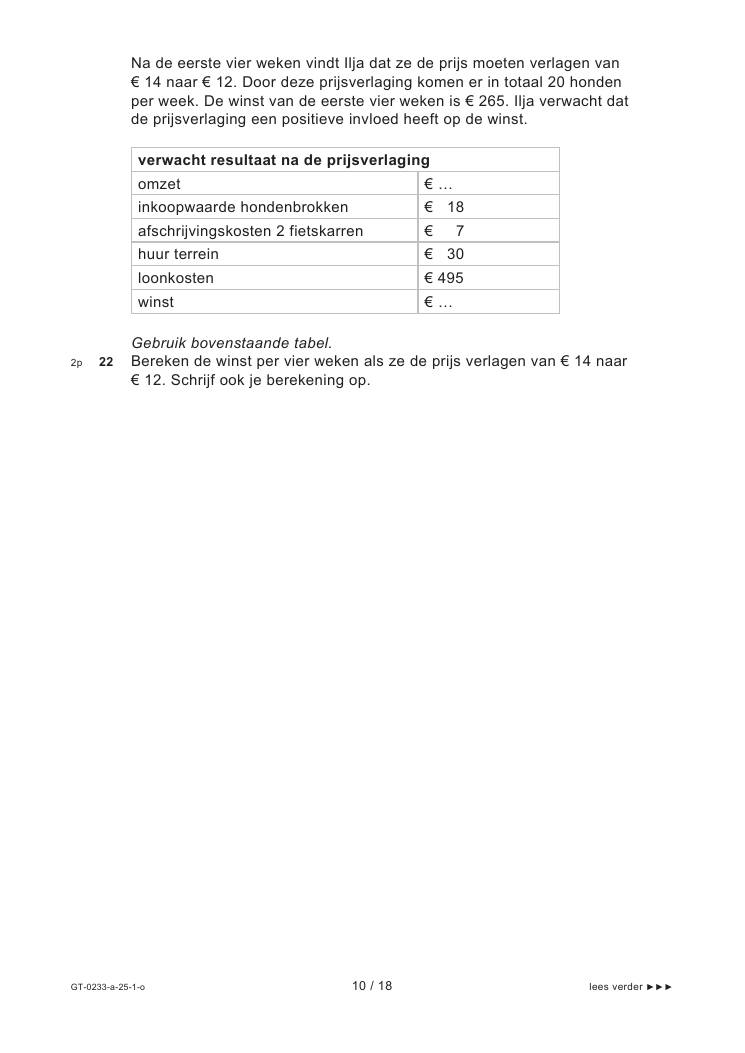 Na de eerste vier weken vindt Ilja dat ze de prijs moeten verlagen van
€ 14 naar € 12. Door deze prijsverlaging komen er in totaal 20 honden
per week. De winst van de eerste vier weken is € 265. Ilja verwacht dat
de prijsverlaging een positieve invloed heeft op de winst.
verwacht resultaat na de prijsverlaging
omzet € …
inkoopwaarde hondenbrokken € 18
afschrijvingskosten 2 fietskarren € 7
huur terrein € 30
loonkosten € 495
winst € …
Gebruik bovenstaande tabel.
2p 22 Bereken de winst per vier weken als ze de prijs verlagen van € 14 naar
€ 12. Schrijf ook je berekening op.
GT-0233-a-25-1-o 10 / 18 lees verder ►►►